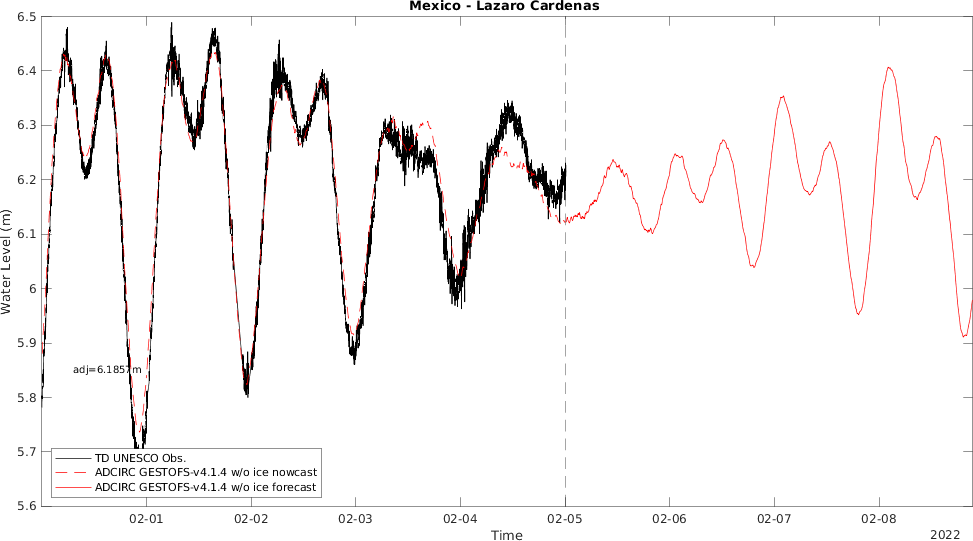 Mexico - Lazaro Cardenas
Water Level (m)
6.5
6.4
6.3
6.2
6.1
6
5.9
5.8
5.7
5.6
adj=6.1857m
TD UNESCO Obs.
ADCIRC GESTOFS-v4.1.4 w/o ice nowcast
ADCIRC GESTOFS-v4.1.4 w/o ice forecast
02-01 02-02 02-03 02-04 02-05 02-06 02-07 02-08
Time
2022